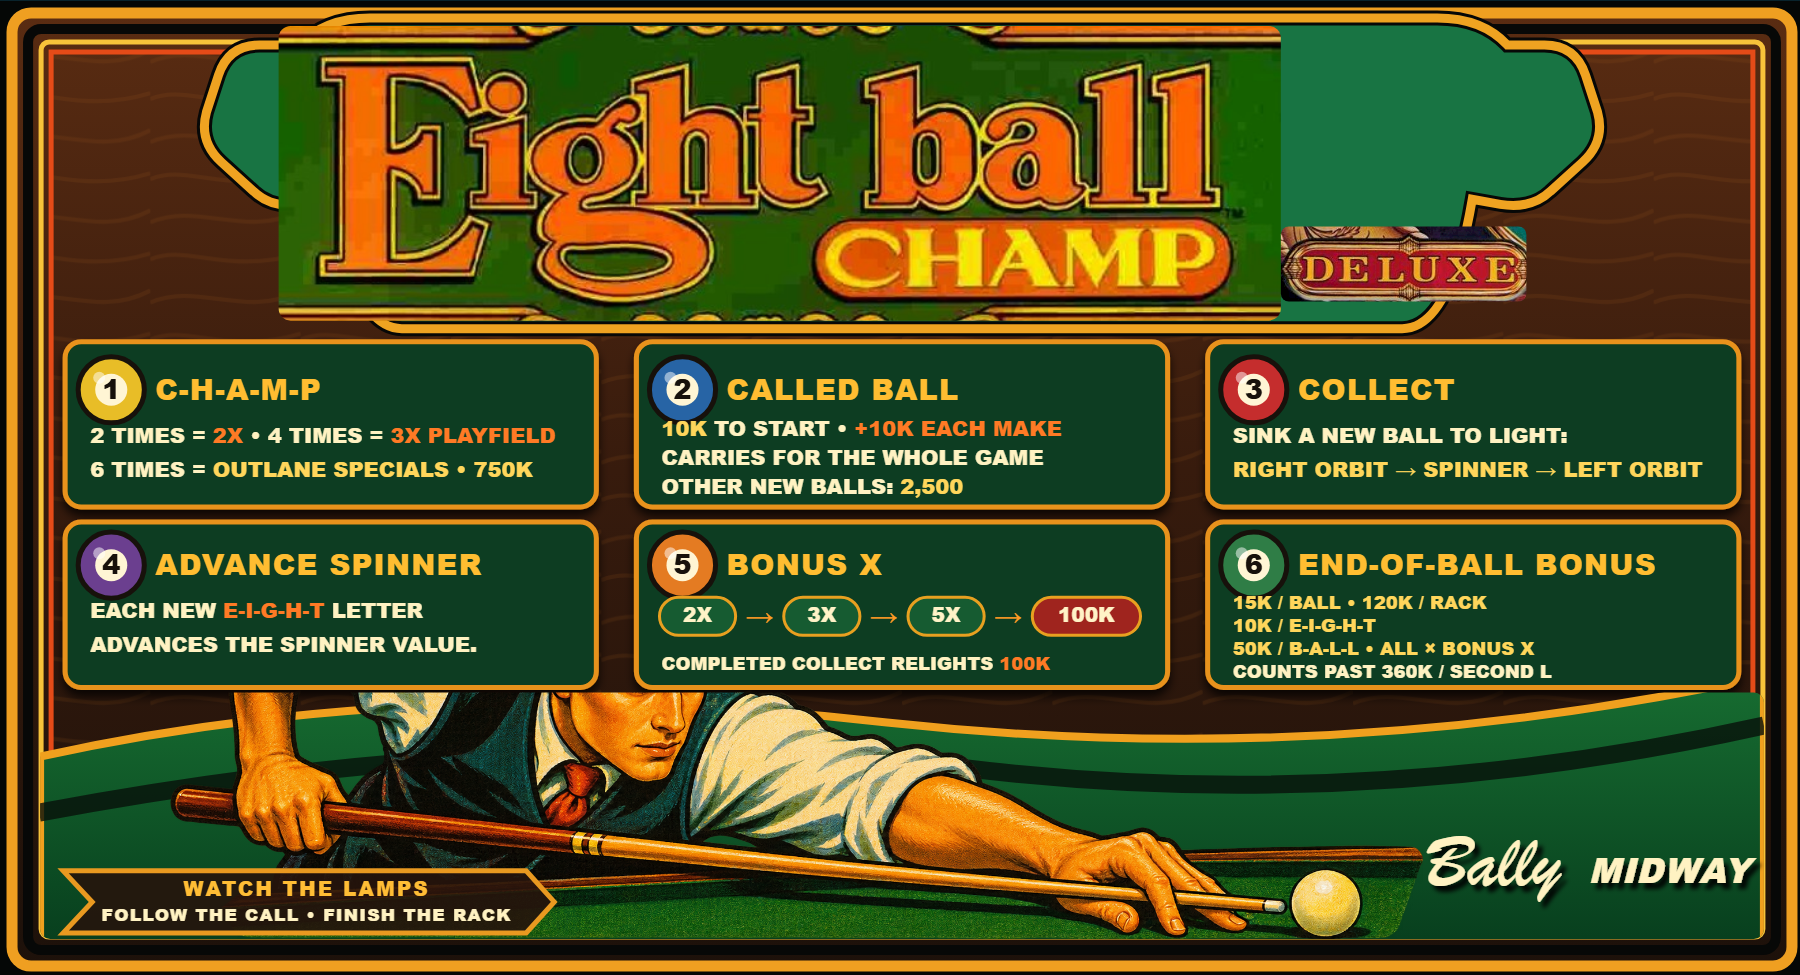 Eight ball
TM
CHAMP
DELUXE
1 C-H-A-M-P
2 TIMES = 2X • 4 TIMES = 3X PLAYFIELD
6 TIMES = OUTLANE SPECIALS • 750K
2 CALLED BALL
10K TO START • +10K EACH MAKE
CARRIES FOR THE WHOLE GAME
OTHER NEW BALLS: 2,500
3 COLLECT
SINK A NEW BALL TO LIGHT:
RIGHT ORBIT → SPINNER → LEFT ORBIT
4 ADVANCE SPINNER
EACH NEW E-I-G-H-T LETTER
ADVANCES THE SPINNER VALUE.
5 BONUS X
2X → 3X → 5X → 100K
COMPLETED COLLECT RELIGHTS 100K
6 END-OF-BALL BONUS
15K / BALL • 120K / RACK
10K / E-I-G-H-T
50K / B-A-L-L • ALL × BONUS X
COUNTS PAST 360K / SECOND L
WATCH THE LAMPS
FOLLOW THE CALL • FINISH THE RACK
Bally MIDWAY